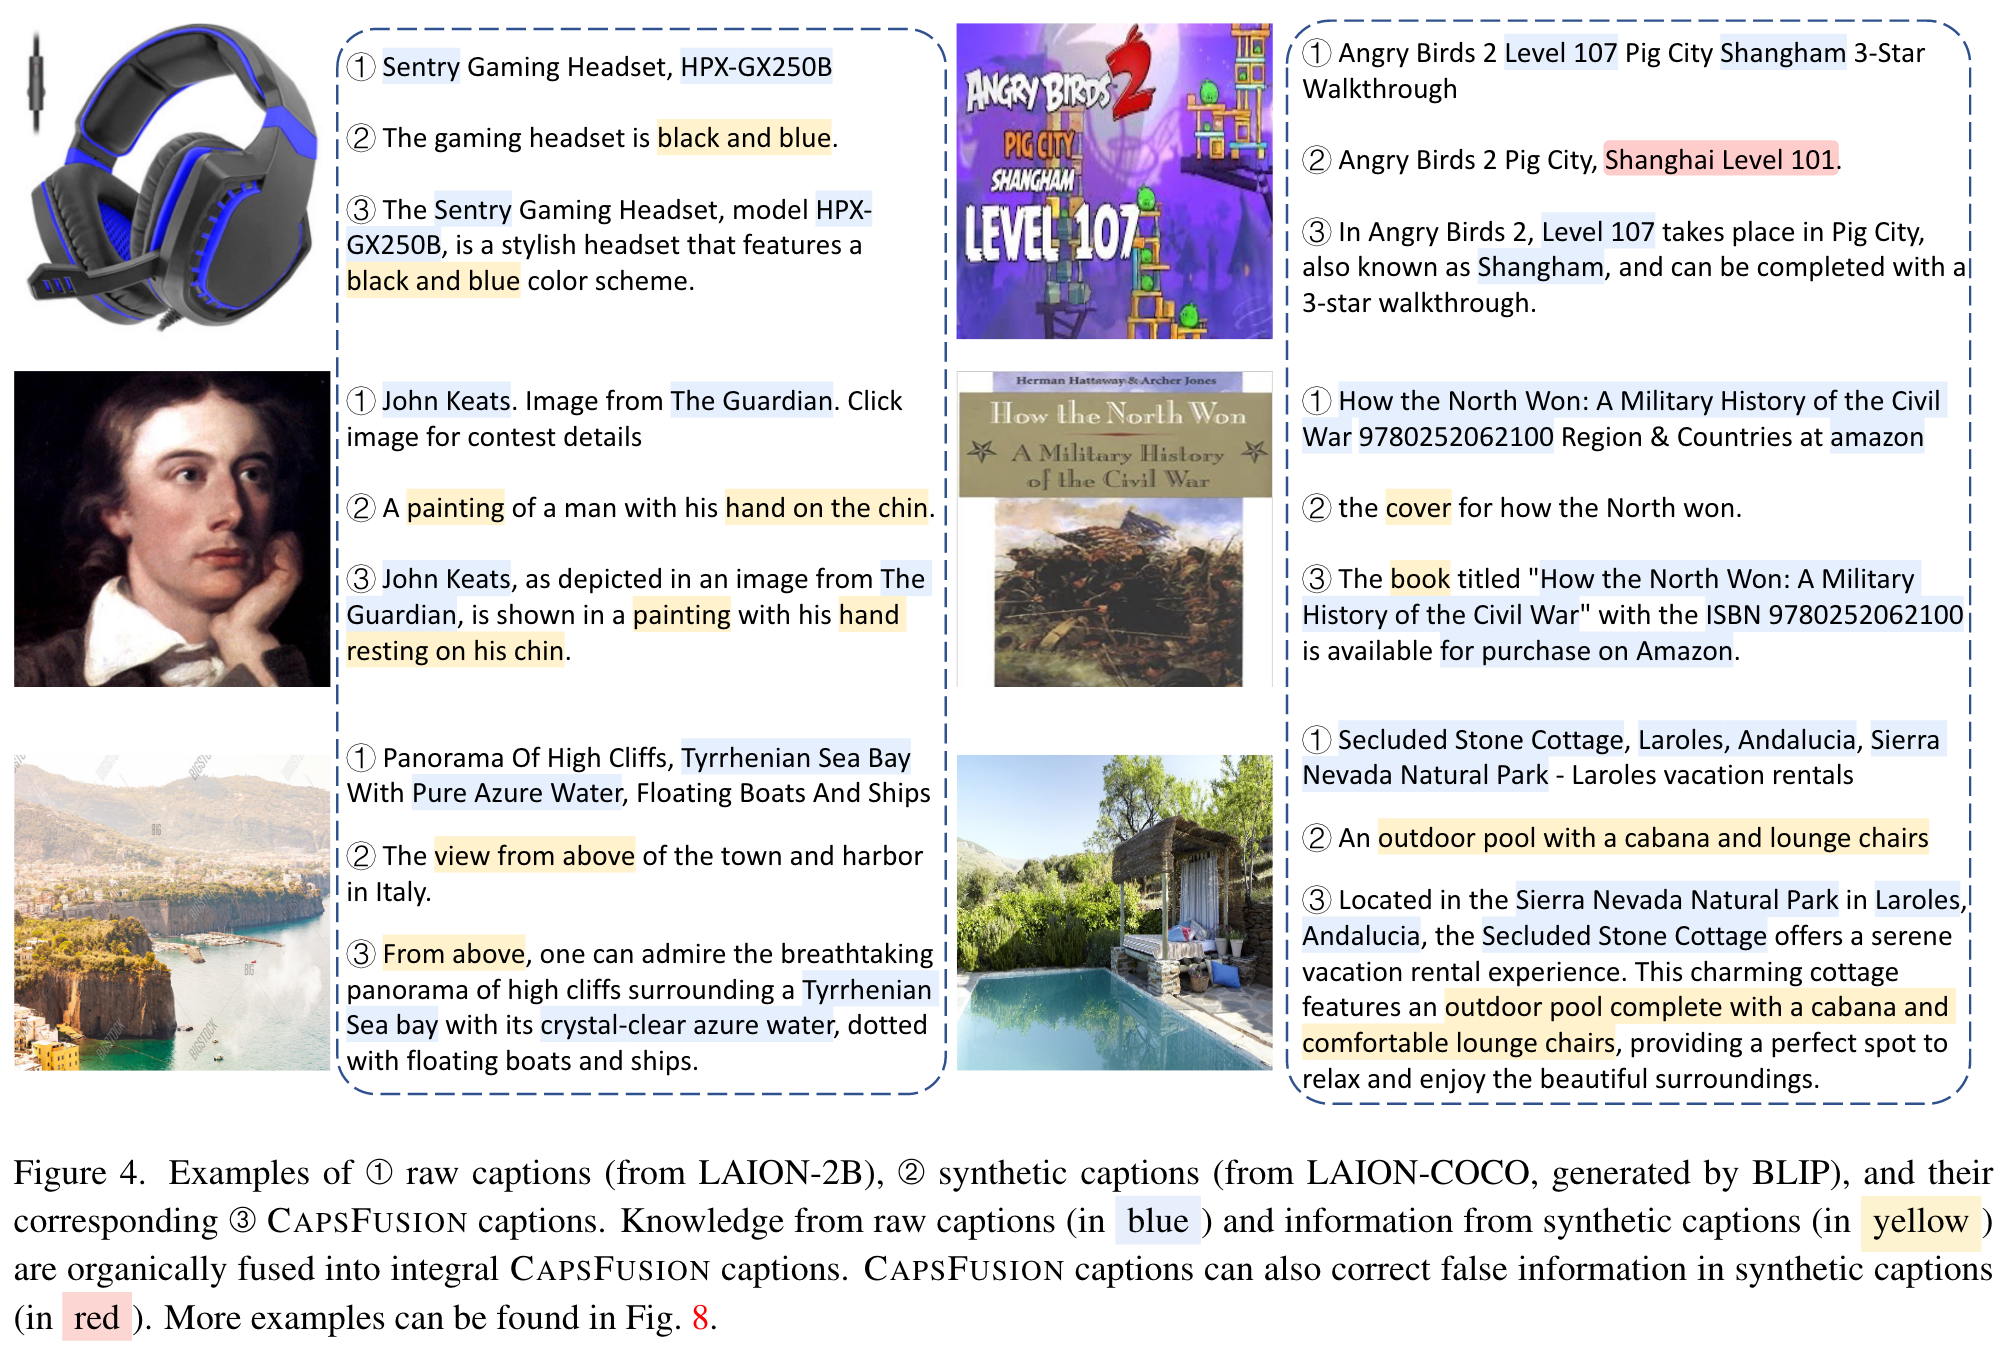 ① Sentry Gaming Headset, HPX-GX250B
② The gaming headset is black and blue.
③ The Sentry Gaming Headset, model HPX-
GX250B, is a stylish headset that features a
black and blue color scheme.
① John Keats. Image from The Guardian. Click
image for contest details
② A painting of a man with his hand on the chin.
③ John Keats, as depicted in an image from The
Guardian, is shown in a painting with his hand
resting on his chin.
BIGSTOCK
BIG
BIG
BIGSTOCK
① Panorama Of High Cliffs, Tyrrhenian Sea Bay
With Pure Azure Water, Floating Boats And Ships
② The view from above of the town and harbor
in Italy.
③ From above, one can admire the breathtaking
panorama of high cliffs surrounding a Tyrrhenian
Sea bay with its crystal-clear azure water, dotted
with floating boats and ships.
ANGRY BIRDS 2
PIG CITY
SHANGHAM
LEVEL 107
① Angry Birds 2 Level 107 Pig City Shangham 3-Star
Walkthrough
② Angry Birds 2 Pig City, Shanghai Level 101.
③ In Angry Birds 2, Level 107 takes place in Pig City,
also known as Shangham, and can be completed with a
3-star walkthrough.
Herman Hattaway & Archer Jones
How the North Won
A Military History
of the Civil War
① How the North Won: A Military History of the Civil
War 9780252062100 Region & Countries at amazon
② the cover for how the North won.
③ The book titled "How the North Won: A Military
History of the Civil War" with the ISBN 9780252062100
is available for purchase on Amazon.
① Secluded Stone Cottage, Laroles, Andalucia, Sierra
Nevada Natural Park - Laroles vacation rentals
② An outdoor pool with a cabana and lounge chairs
③ Located in the Sierra Nevada Natural Park in Laroles,
Andalucia, the Secluded Stone Cottage offers a serene
vacation rental experience. This charming cottage
features an outdoor pool complete with a cabana and
comfortable lounge chairs, providing a perfect spot to
relax and enjoy the beautiful surroundings.
Figure 4. Examples of ① raw captions (from LAION-2B), ② synthetic captions (from LAION-COCO, generated by BLIP), and their
corresponding ③ CAPSFUSION captions. Knowledge from raw captions (in blue ) and information from synthetic captions (in yellow )
are organically fused into integral CAPSFUSION captions. CAPSFUSION captions can also correct false information in synthetic captions
(in red ). More examples can be found in Fig. 8.